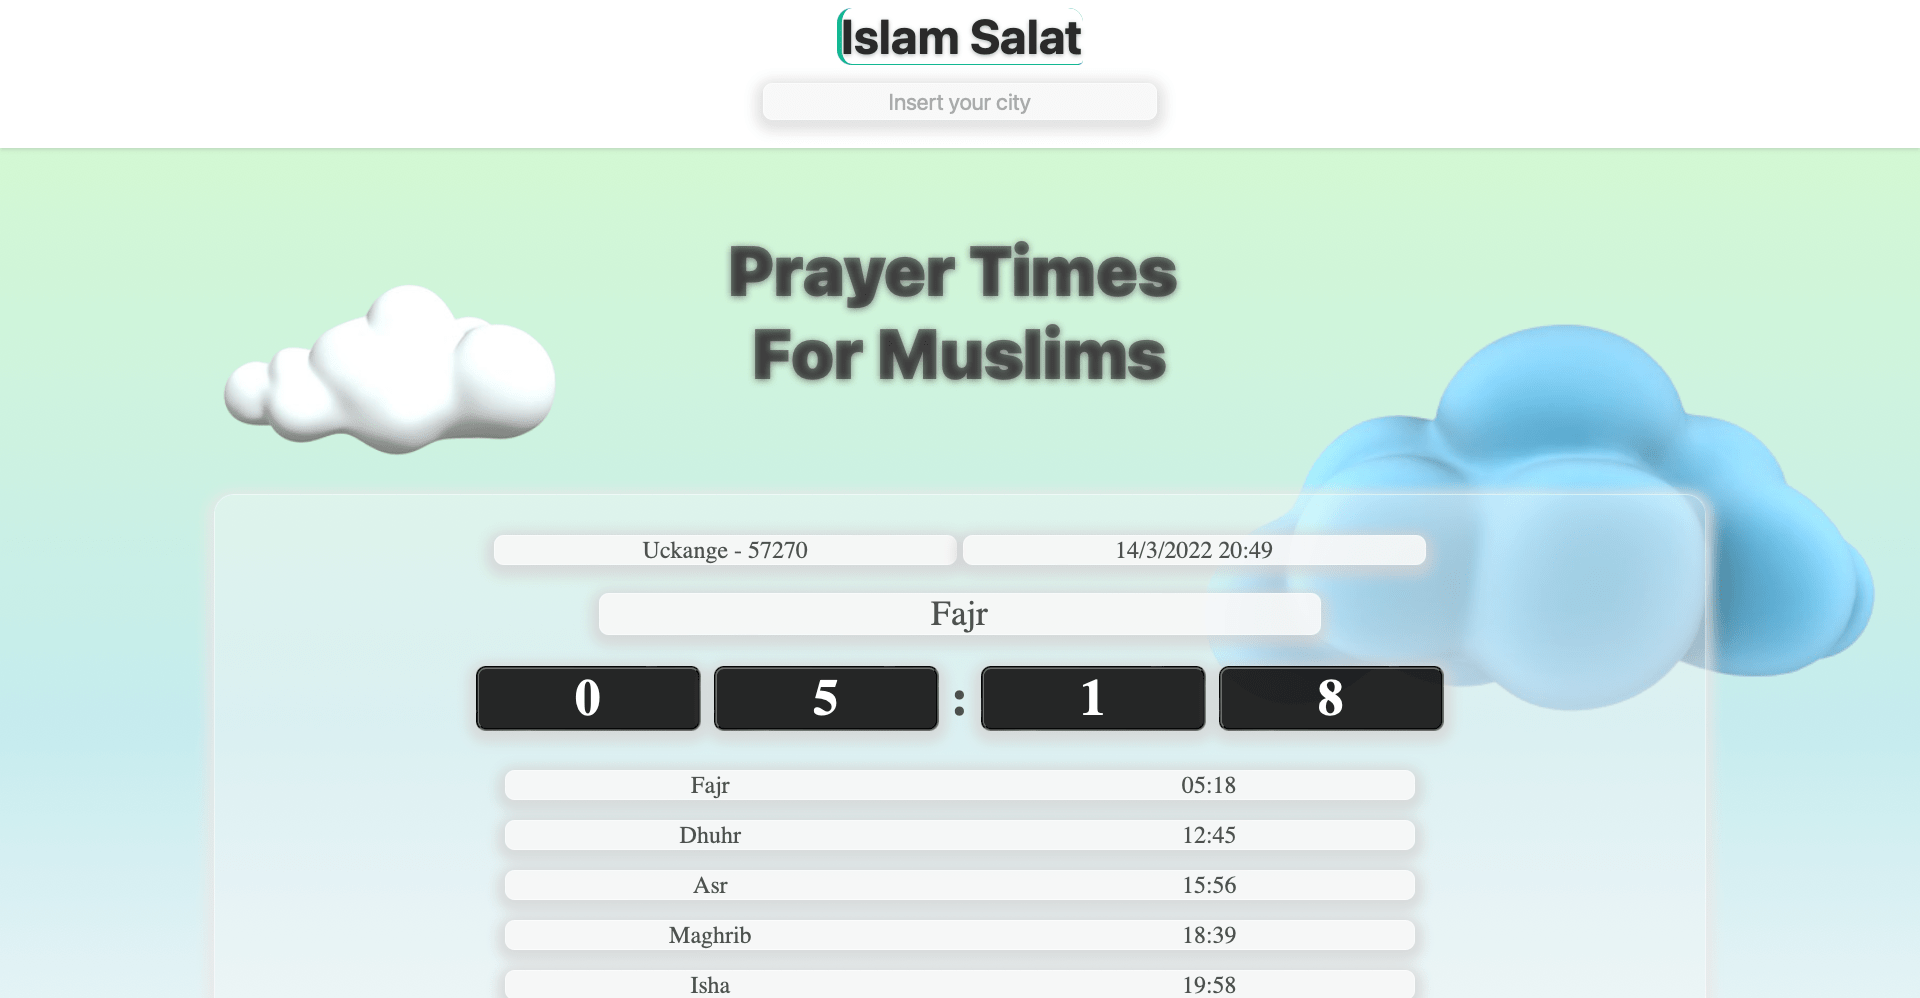 Islam Salat
Insert your city
Prayer Times
For Muslims
Uckange - 57270 14/3/2022 20:49
Fajr
0 5 : 1 8
Fajr 05:18
Dhuhr 12:45
Asr 15:56
Maghrib 18:39
Isha 19:58